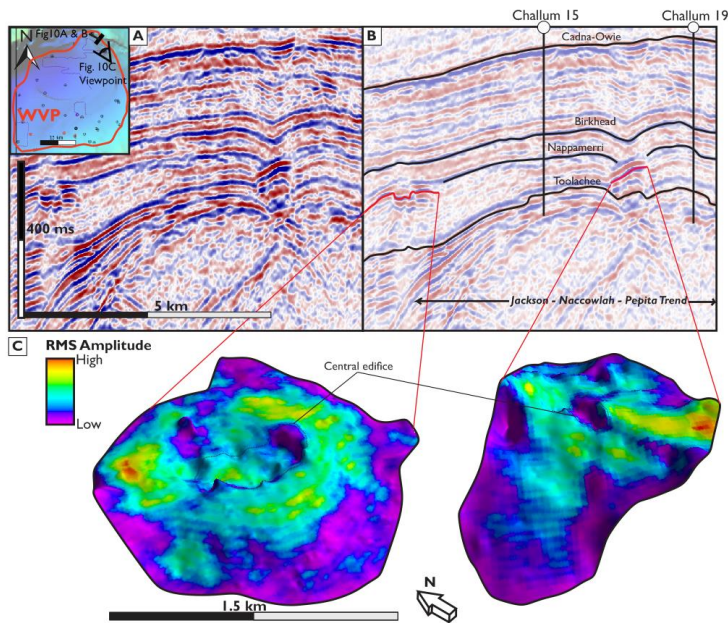 Challum 15
Challum 19
N
Fig10A & B
A
B
Cadna-Owie
Fig. 10C
Viewpoint
WVP
Birkhead
Nappamerri
Toolachee
400 ms
5 km
Jackson - Naccowlah - Pepita Trend
C
RMS Amplitude
High
Low
Central edifice
N
1.5 km